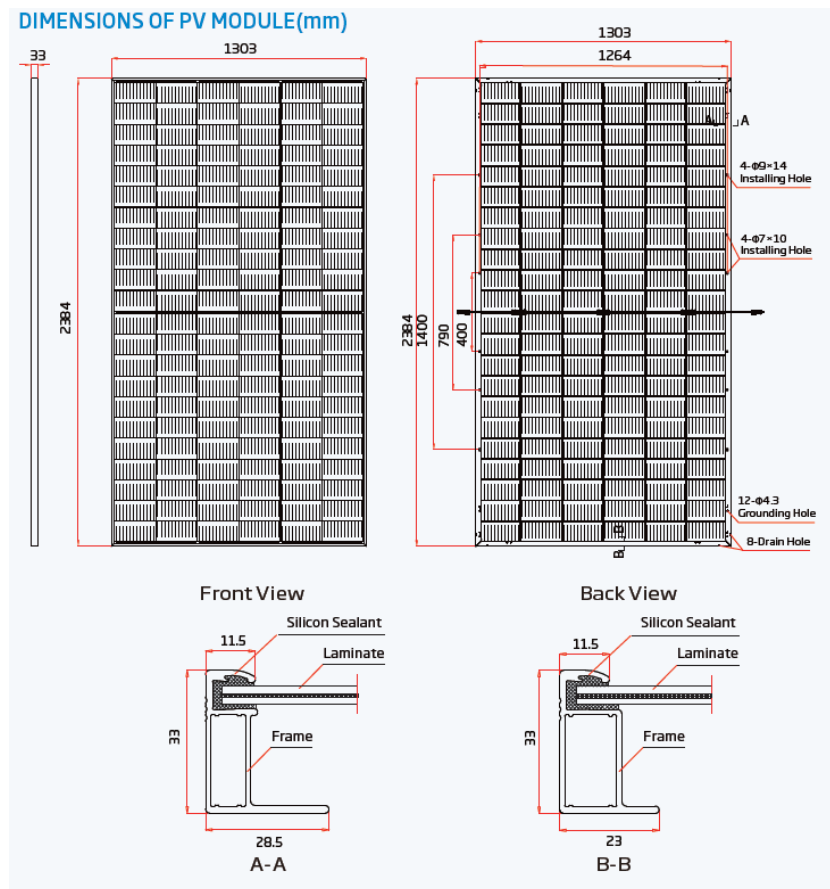 DIMENSIONS OF PV MODULE(mm)
33
1303
2384
1303
1264
A
A
4-Φ9×14
Installing Hole
4-Φ7×10
Installing Hole
2384
1400
790
400
12-Φ4.3
Grounding Hole
8-Drain Hole
B
B
Front View
Back View
11.5
Silicon Sealant
Laminate
33
Frame
28.5
A-A
11.5
Silicon Sealant
Laminate
33
Frame
23
B-B